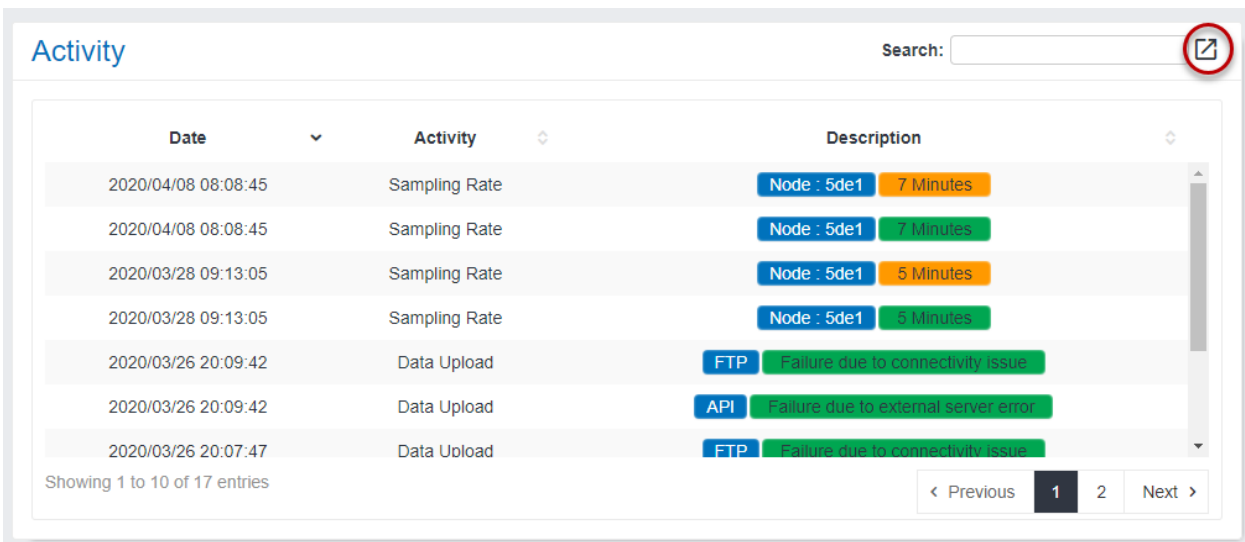 Activity Search:
Date Activity Description
2020/04/08 08:08:45 Sampling Rate Node : 5de1 7 Minutes
2020/04/08 08:08:45 Sampling Rate Node : 5de1 7 Minutes
2020/03/28 09:13:05 Sampling Rate Node : 5de1 5 Minutes
2020/03/28 09:13:05 Sampling Rate Node : 5de1 5 Minutes
2020/03/26 20:09:42 Data Upload FTP Failure due to connectivity issue
2020/03/26 20:09:42 Data Upload API Failure due to external server error
2020/03/26 20:07:47 Data Upload FTP Failure due to connectivity issue
Showing 1 to 10 of 17 entries Previous 1 2 Next